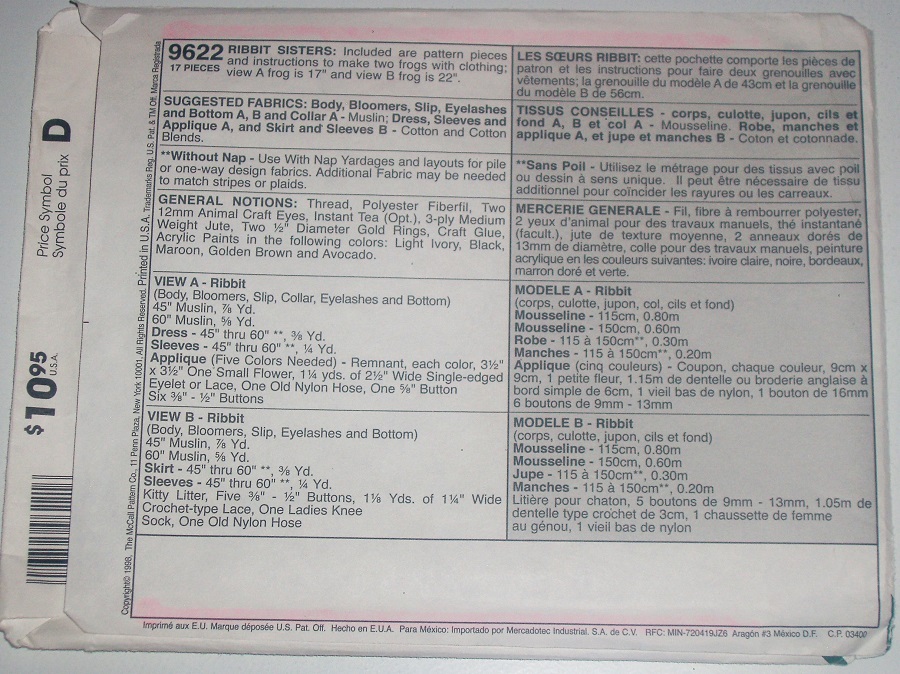 Price Symbol
Symbole du prix D
$10.95
U.S.A.
Copyright© 1998, The McCall Pattern Co., 11 Penn Plaza, New York 10001. All Rights Reserved. Printed in U.S.A. Trademarks Reg. U.S. Pat. & TM Off. Marca Registrada
9622 RIBBIT SISTERS: Included are pattern pieces
17 PIECES and instructions to make two frogs with clothing;
view A frog is 17" and view B frog is 22".
SUGGESTED FABRICS: Body, Bloomers, Slip, Eyelashes
and Bottom A, B and Collar A - Muslin; Dress, Sleeves and
Applique A, and Skirt and Sleeves B - Cotton and Cotton
Blends.
**Without Nap - Use With Nap Yardages and layouts for pile
or one-way design fabrics. Additional Fabric may be needed
to match stripes or plaids.
GENERAL NOTIONS: Thread, Polyester Fiberfil, Two
12mm Animal Craft Eyes, Instant Tea (Opt.), 3-ply Medium
Weight Jute, Two ½" Diameter Gold Rings, Craft Glue,
Acrylic Paints in the following colors: Light Ivory, Black,
Maroon, Golden Brown and Avocado.
VIEW A - Ribbit
(Body, Bloomers, Slip, Collar, Eyelashes and Bottom)
45" Muslin, ⅞ Yd.
60" Muslin, ⅝ Yd.
Dress - 45" thru 60" **, ⅜ Yd.
Sleeves - 45" thru 60" **, ¼ Yd.
Applique (Five Colors Needed) - Remnant, each color, 3½"
x 3½" One Small Flower, 1¼ yds. of 2½" Wide Single-edged
Eyelet or Lace, One Old Nylon Hose, One ⅝" Button
Six ⅜" - ½" Buttons
VIEW B - Ribbit
(Body, Bloomers, Slip, Eyelashes and Bottom)
45" Muslin, ⅞ Yd.
60" Muslin, ⅝ Yd.
Skirt - 45" thru 60" **, ⅜ Yd.
Sleeves - 45" thru 60" **, ¼ Yd.
Kitty Litter, Five ⅜" - ½" Buttons, 1⅛ Yds. of 1¼" Wide
Crochet-type Lace, One Ladies Knee
Sock, One Old Nylon Hose
LES SŒURS RIBBIT: cette pochette comporte les pièces de
patron et les instructions pour faire deux grenouilles avec
vêtements; la grenouille du modèle A de 43cm et la grenouille
du modèle B de 56cm.
TISSUS CONSEILLES - corps, culotte, jupon, cils et
fond A, B et col A - Mousseline. Robe, manches et
applique A, et jupe et manches B - Coton et cotonnade.
**Sans Poil - Utilisez le métrage pour des tissus avec poil
ou dessin à sens unique. Il peut être nécessaire de tissu
additionnel pour coïncider les rayures ou les carreaux.
MERCERIE GENERALE - Fil, fibre à rembourrer polyester,
2 yeux d'animal pour des travaux manuels, thé instantané
(facult.), jute de texture moyenne, 2 anneaux dorés de
13mm de diamètre, colle pour des travaux manuels, peinture
acrylique en les couleurs suivantes: ivoire claire, noire, bordeaux,
marron doré et verte.
MODELE A - Ribbit
(corps, culotte, jupon, col, cils et fond)
Mousseline - 115cm, 0.80m
Mousseline - 150cm, 0.60m
Robe - 115 à 150cm**, 0.30m
Manches - 115 à 150cm**, 0.20m
Applique (cinq couleurs) - Coupon, chaque couleur, 9cm x
9cm, 1 petite fleur, 1.15m de dentelle ou broderie anglaise à
bord simple de 6cm, 1 vieil bas de nylon, 1 bouton de 16mm
6 boutons de 9mm - 13mm
MODELE B - Ribbit
(corps, culotte, jupon, cils et fond)
Mousseline - 115cm, 0.80m
Mousseline - 150cm, 0.60m
Jupe - 115 à 150cm**, 0.30m
Manches - 115 à 150cm**, 0.20m
Litière pour chaton, 5 boutons de 9mm - 13mm, 1.05m de
dentelle type crochet de 3cm, 1 chaussette de femme
au génou, 1 vieil bas de nylon
Imprimé aux E.U. Marque déposée U.S. Pat. Off. Hecho en E.U.A. Para México: Importado por Mercadotec Industrial. S.A. de C.V. RFC: MIN-720419JZ6 Aragón #3 México D.F. C.P. 03400